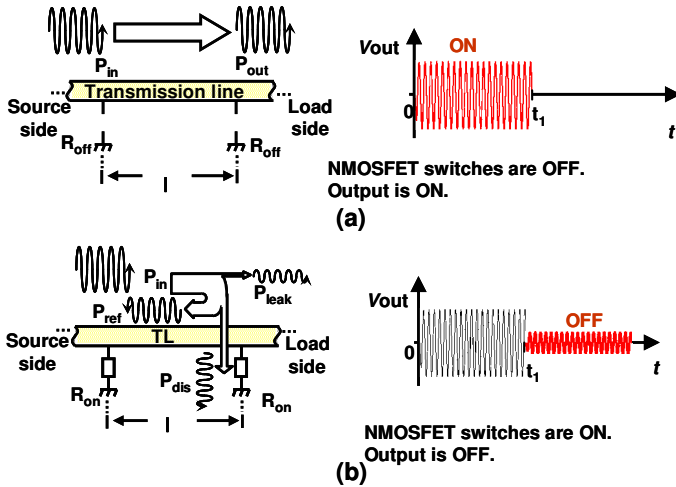 Pin
Pout
Transmission line
Source side
Load side
Roff
Roff
l
Vout
ON
0
t1
t
NMOSFET switches are OFF.
Output is ON.
(a)
Pin
Pleak
Pref
TL
Source side
Load side
Pdis
Ron
Ron
l
Vout
OFF
0
t1
t
NMOSFET switches are ON.
Output is OFF.
(b)